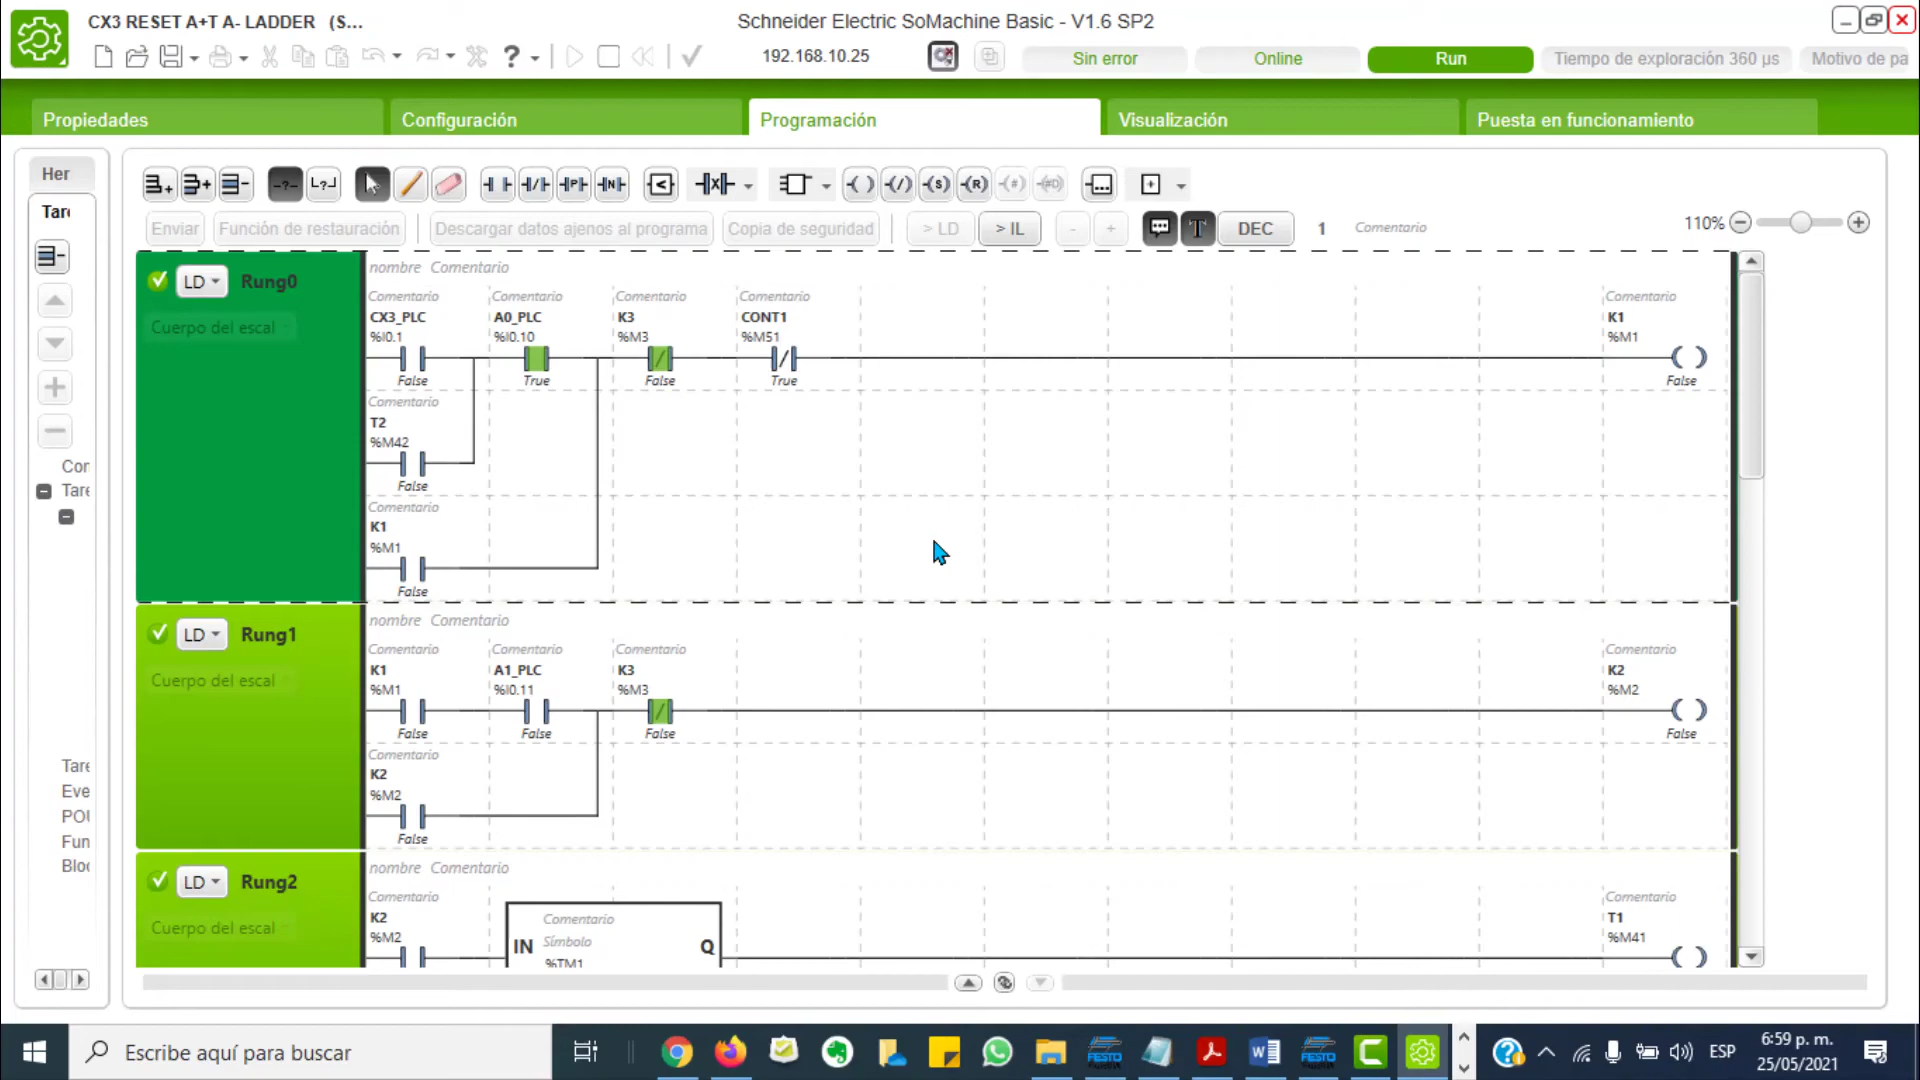 CX3 RESET A+T A- LADDER (S...
Schneider Electric SoMachine Basic - V1.6 SP2
192.168.10.25
Sin error
Online
Run
Tiempo de exploración 360 µs
Motivo de pa
Propiedades
Configuración
Programación
Visualización
Puesta en funcionamiento
Her
Tare
Enviar
Función de restauración
Descargar datos ajenos al programa
Copia de seguridad
> LD
> IL
-
+
T
DEC
1
Comentario
110%
LD
Rung0
Cuerpo del escal
nombre Comentario
Comentario
Comentario
Comentario
Comentario
Comentario
CX3_PLC
A0_PLC
K3
CONT1
K1
%I0.1
%I0.10
%M3
%M51
%M1
False
True
False
True
False
Comentario
T2
%M42
False
Comentario
K1
%M1
False
LD
Rung1
Cuerpo del escal
nombre Comentario
Comentario
Comentario
Comentario
Comentario
K1
A1_PLC
K3
K2
%M1
%I0.11
%M3
%M2
False
False
False
False
Comentario
K2
%M2
False
LD
Rung2
Cuerpo del escal
nombre Comentario
Comentario
Comentario
K2
Comentario
T1
%M2
IN
Símbolo
Q
%M41
%TM1
Con
Tare
Tare
Eve
POU
Fun
Bloc
Escribe aquí para buscar
FESTO
FESTO
ESP
6:59 p. m.
25/05/2021